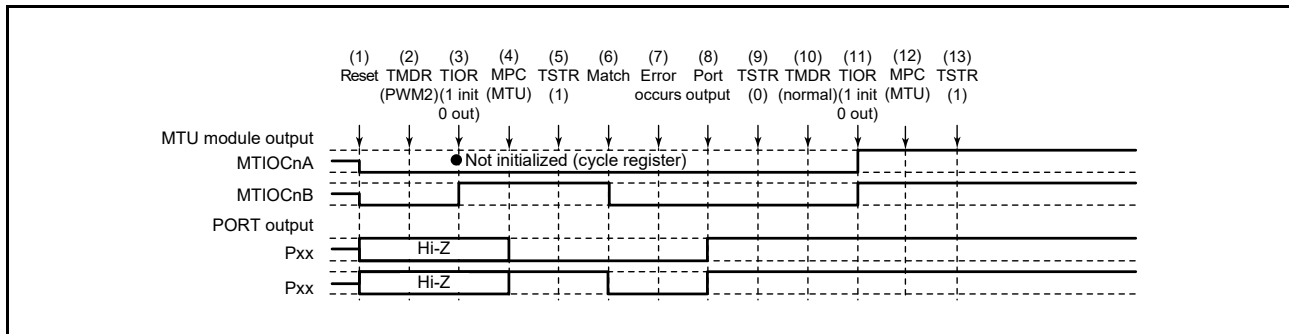 (1) (2) (3) (4) (5) (6) (7) (8) (9) (10) (11) (12) (13)
Reset TMDR TIOR MPC TSTR Match Error Port TSTR TMDR TIOR MPC TSTR
(PWM2) (1 init (MTU) (1) occurs output (0) (normal) (1 init (MTU) (1)
0 out) 0 out)
MTU module output
MTIOCnA
● Not initialized (cycle register)
MTIOCnB
PORT output
Pxx
Hi-Z
Pxx
Hi-Z